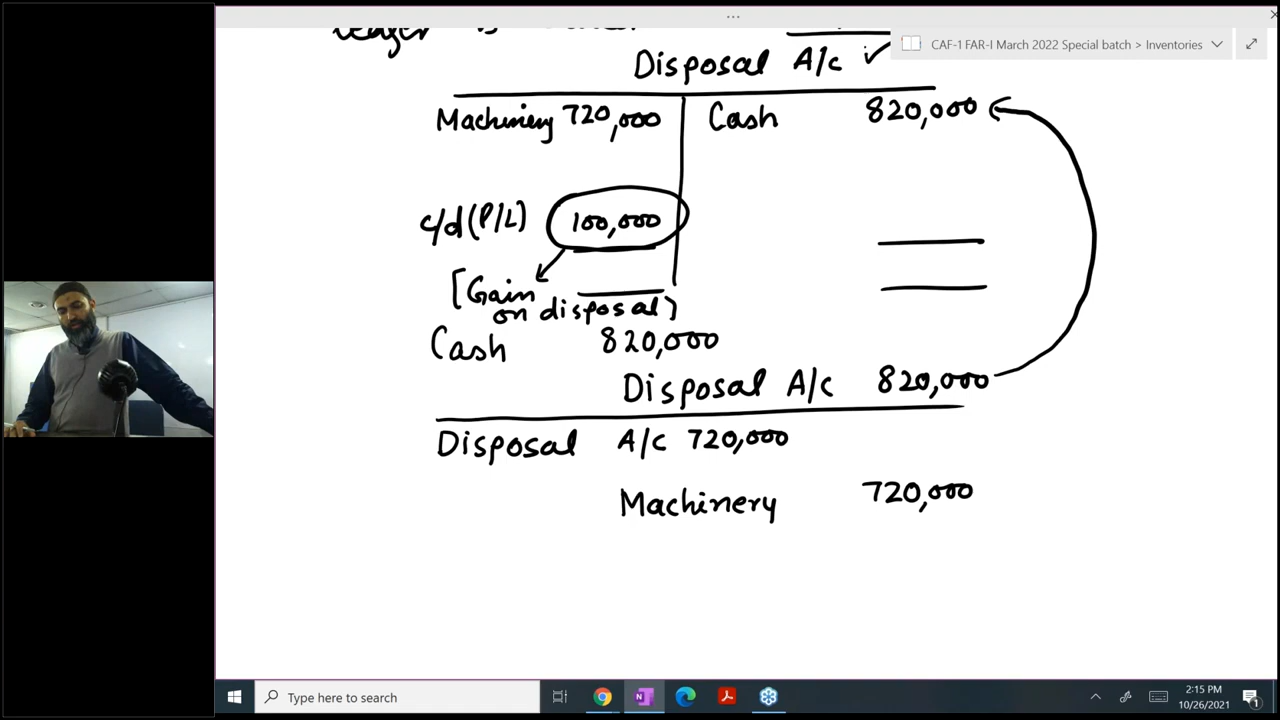 CAF-1 FAR-I March 2022 Special batch > Inventories
Disposal A/c ✓
Machinery 720,000 Cash 820,000
c/d (P/L) 100,000
[Gain
on disposal]
Cash 820,000
Disposal A/c 820,000
Disposal A/c 720,000
Machinery 720,000
Type here to search
2:15 PM
10/26/2021
1